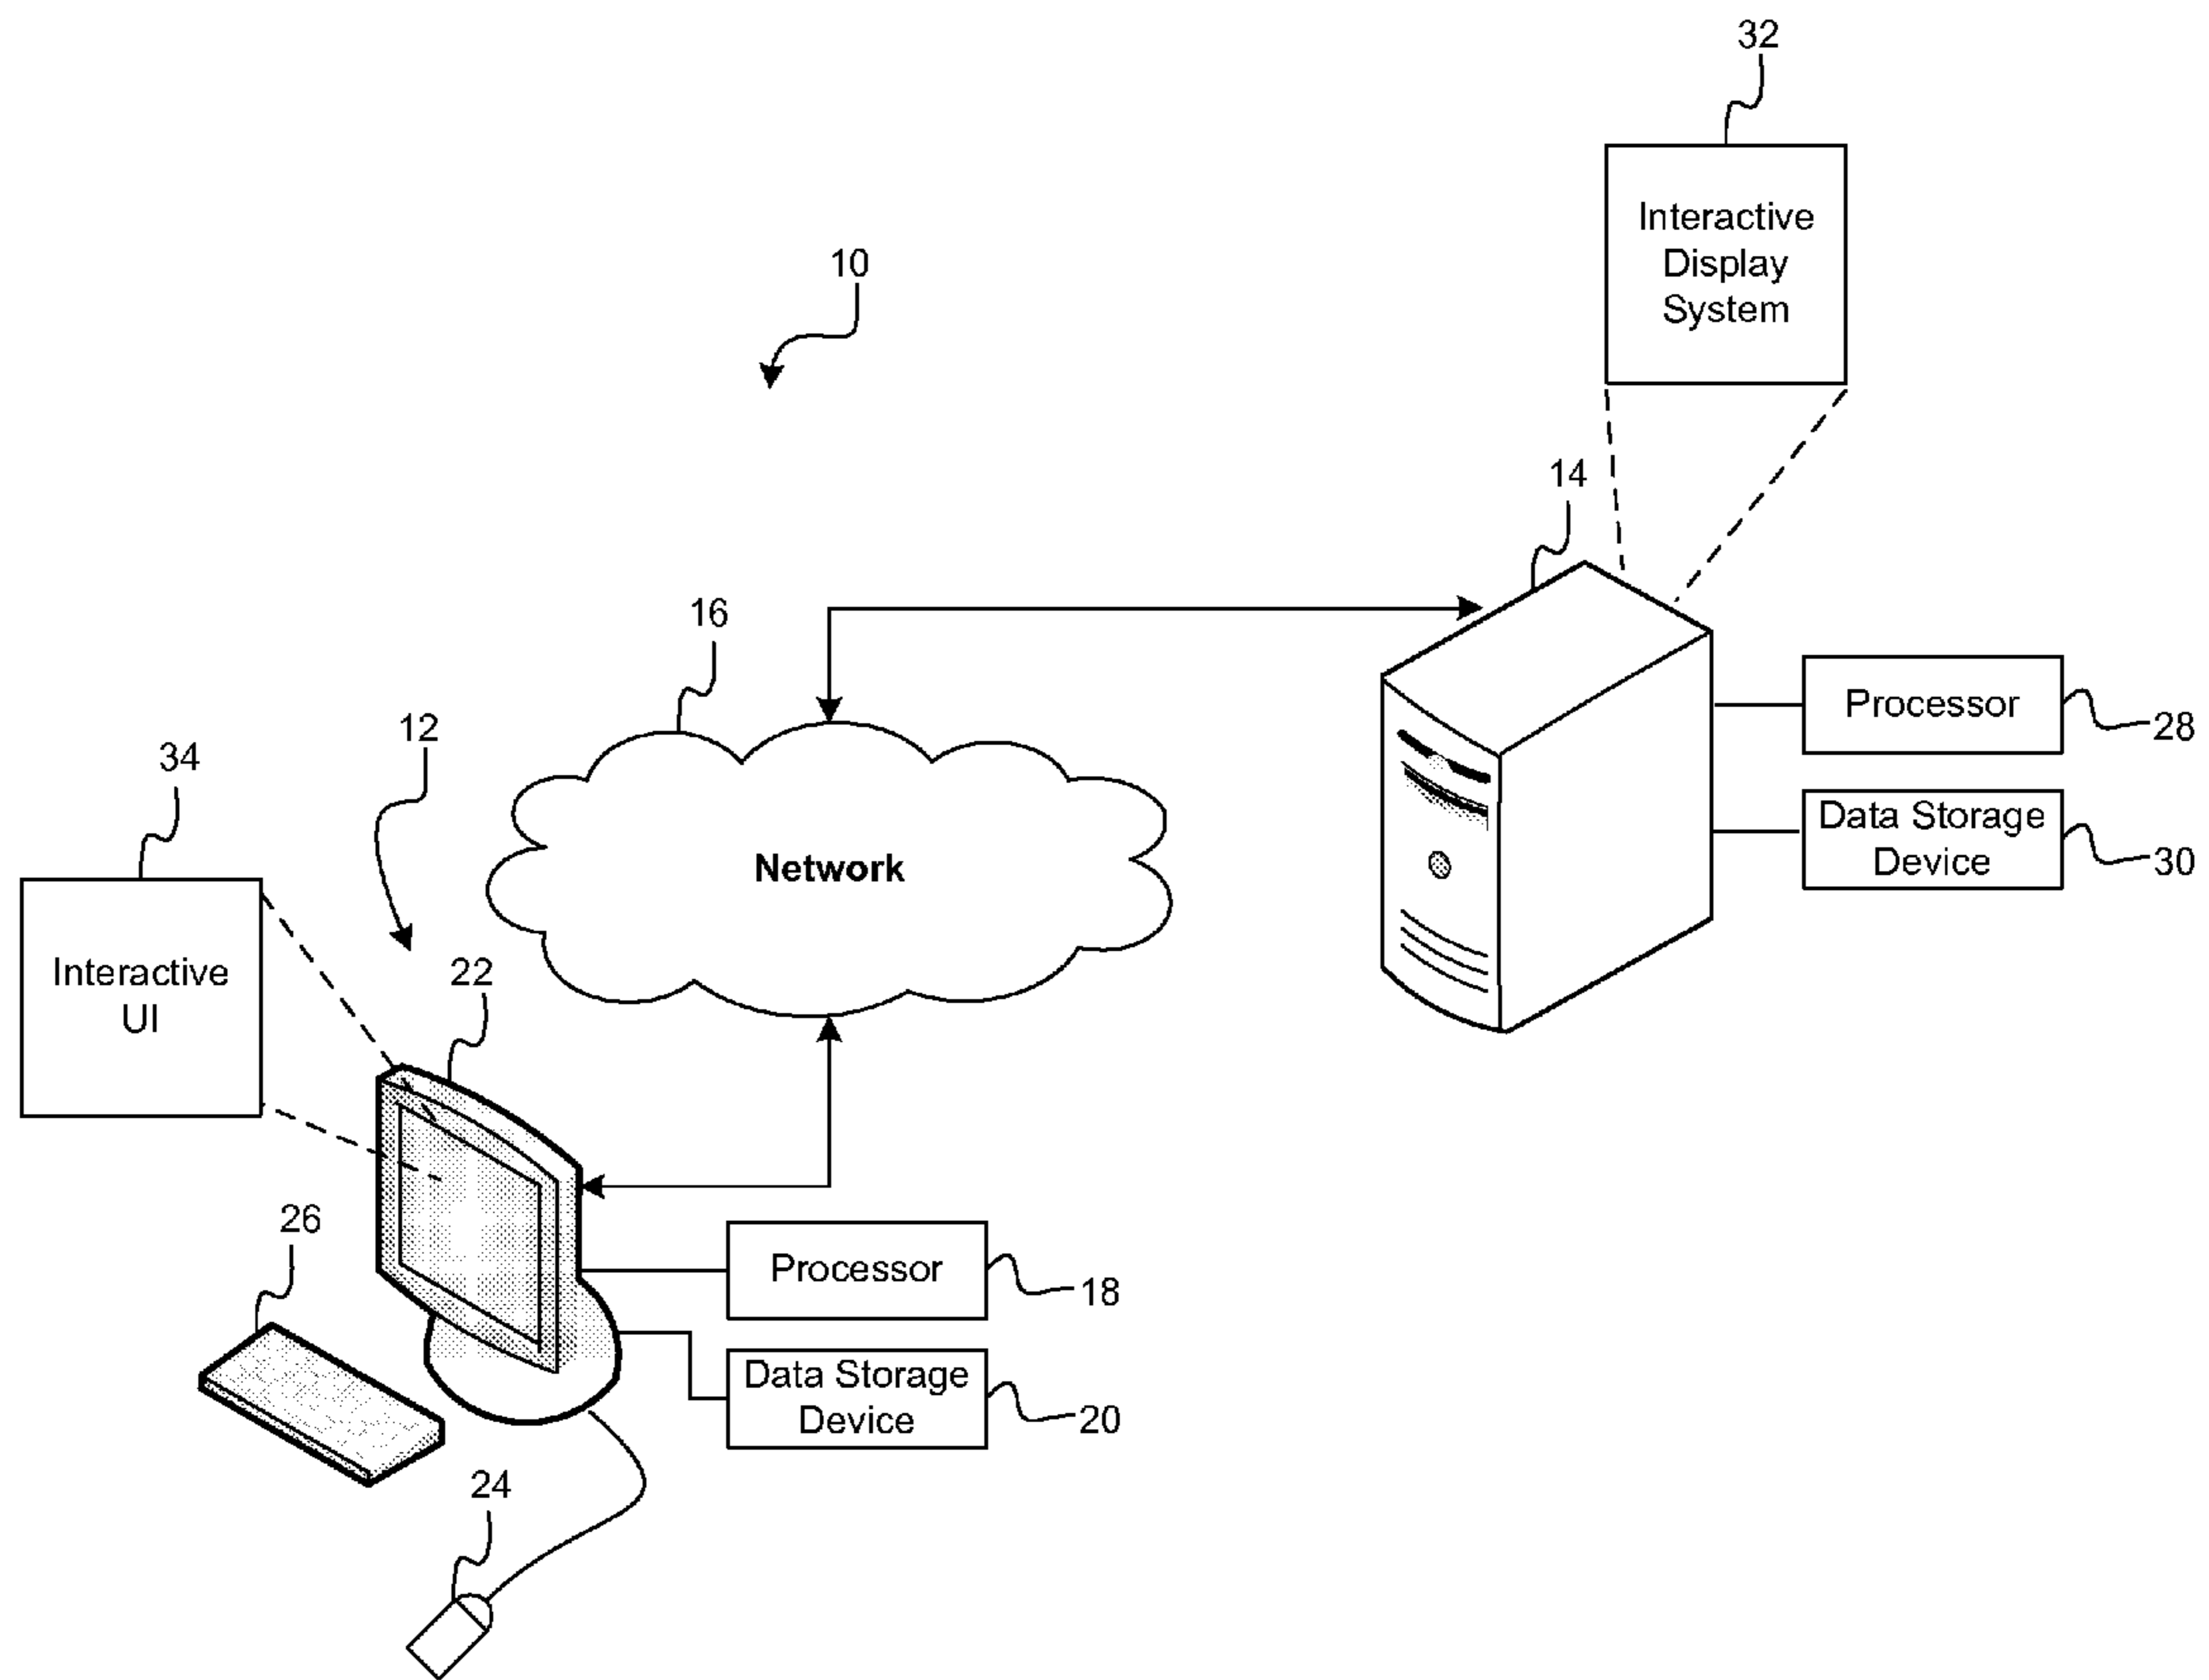 32
Interactive
Display
System
10
14
16
Processor
28
12
34
Data Storage
Device
30
Network
Interactive
UI
22
26
Processor
18
Data Storage
Device
20
24